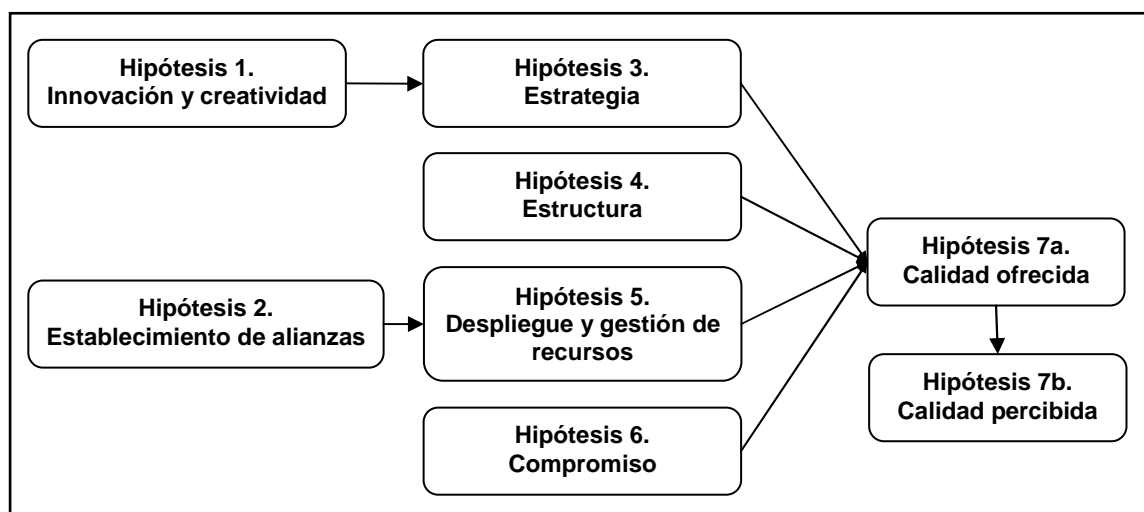 Hipótesis 1.
Innovación y creatividad
Hipótesis 3.
Estrategia
Hipótesis 4.
Estructura
Hipótesis 2.
Establecimiento de alianzas
Hipótesis 5.
Despliegue y gestión de
recursos
Hipótesis 6.
Compromiso
Hipótesis 7a.
Calidad ofrecida
Hipótesis 7b.
Calidad percibida